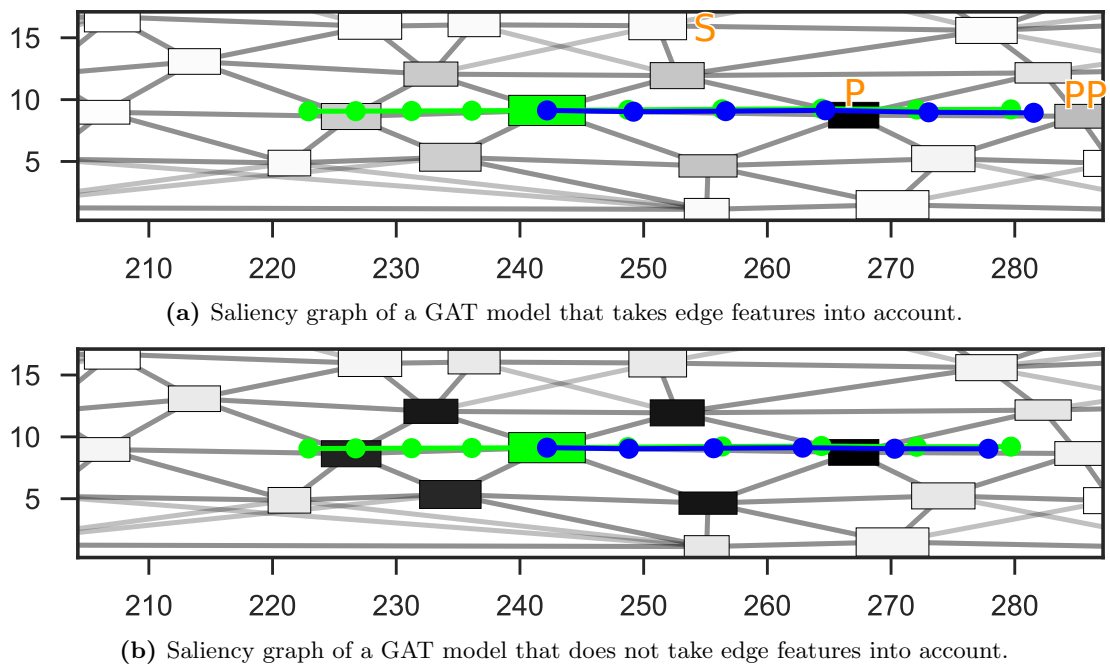 15
10
5
S
P
PP
210 220 230 240 250 260 270 280
(a) Saliency graph of a GAT model that takes edge features into account.
15
10
5
210 220 230 240 250 260 270 280
(b) Saliency graph of a GAT model that does not take edge features into account.